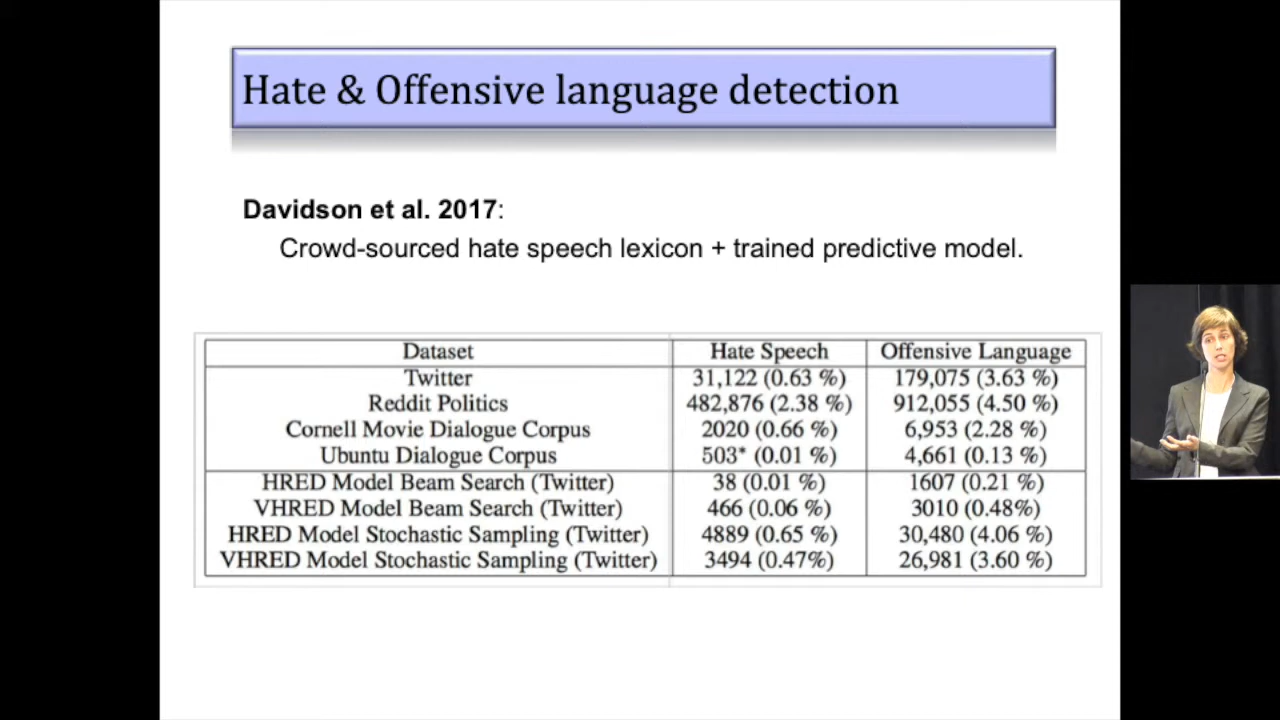 Hate & Offensive language detection
Davidson et al. 2017:
Crowd-sourced hate speech lexicon + trained predictive model.
Dataset Hate Speech Offensive Language
Twitter 31,122 (0.63 %) 179,075 (3.63 %)
Reddit Politics 482,876 (2.38 %) 912,055 (4.50 %)
Cornell Movie Dialogue Corpus 2020 (0.66 %) 6,953 (2.28 %)
Ubuntu Dialogue Corpus 503* (0.01 %) 4,661 (0.13 %)
HRED Model Beam Search (Twitter) 38 (0.01 %) 1607 (0.21 %)
VHRED Model Beam Search (Twitter) 466 (0.06 %) 3010 (0.48%)
HRED Model Stochastic Sampling (Twitter) 4889 (0.65 %) 30,480 (4.06 %)
VHRED Model Stochastic Sampling (Twitter) 3494 (0.47%) 26,981 (3.60 %)